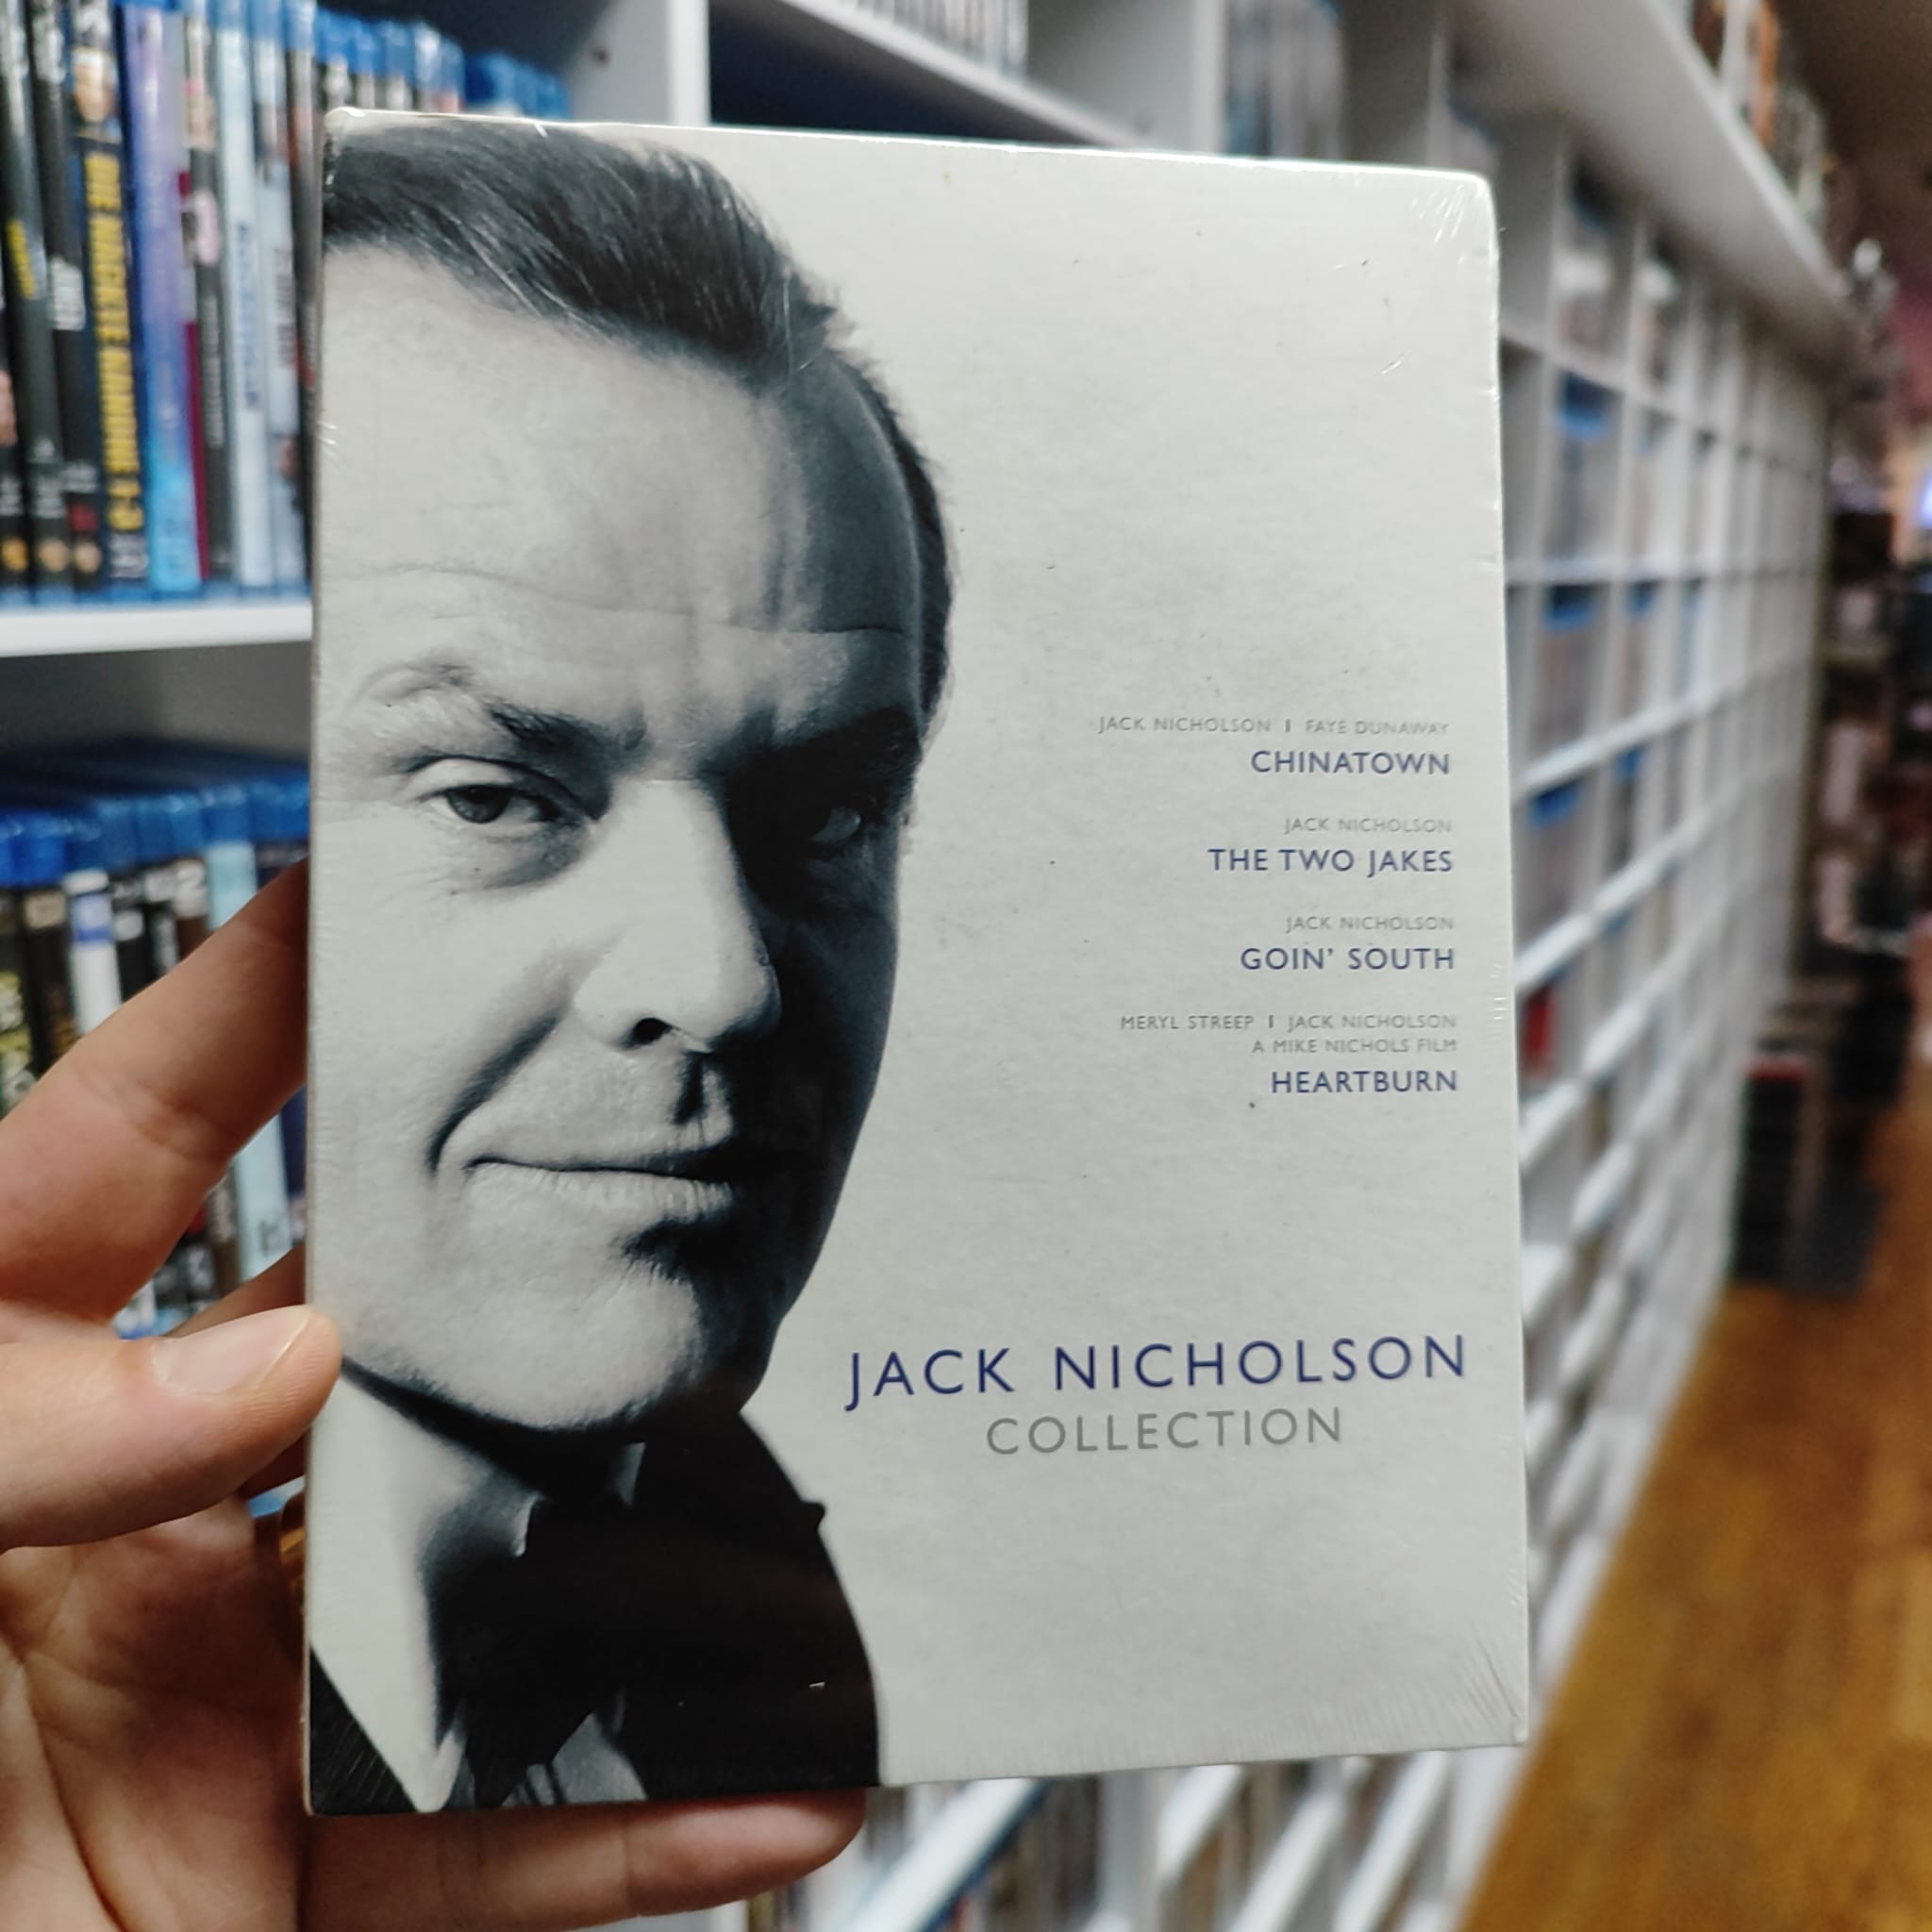 JACK NICHOLSON | FAYE DUNAWAY
CHINATOWN
JACK NICHOLSON
THE TWO JAKES
JACK NICHOLSON
GOIN' SOUTH
MERYL STREEP | JACK NICHOLSON
A MIKE NICHOLS FILM
HEARTBURN
JACK NICHOLSON
COLLECTION